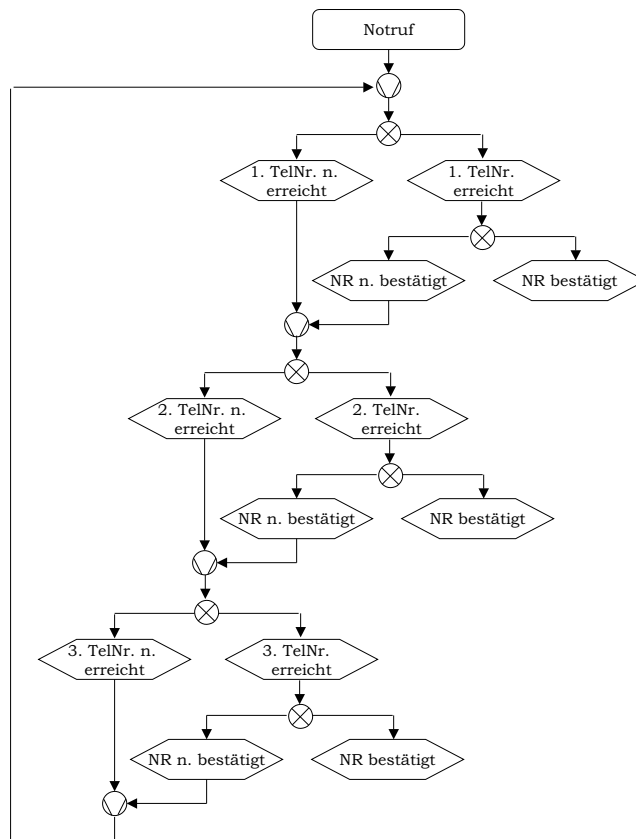 Notruf
1. TelNr. n.
erreicht
1. TelNr.
erreicht
NR n. bestätigt
NR bestätigt
2. TelNr. n.
erreicht
2. TelNr.
erreicht
NR n. bestätigt
NR bestätigt
3. TelNr. n.
erreicht
3. TelNr.
erreicht
NR n. bestätigt
NR bestätigt